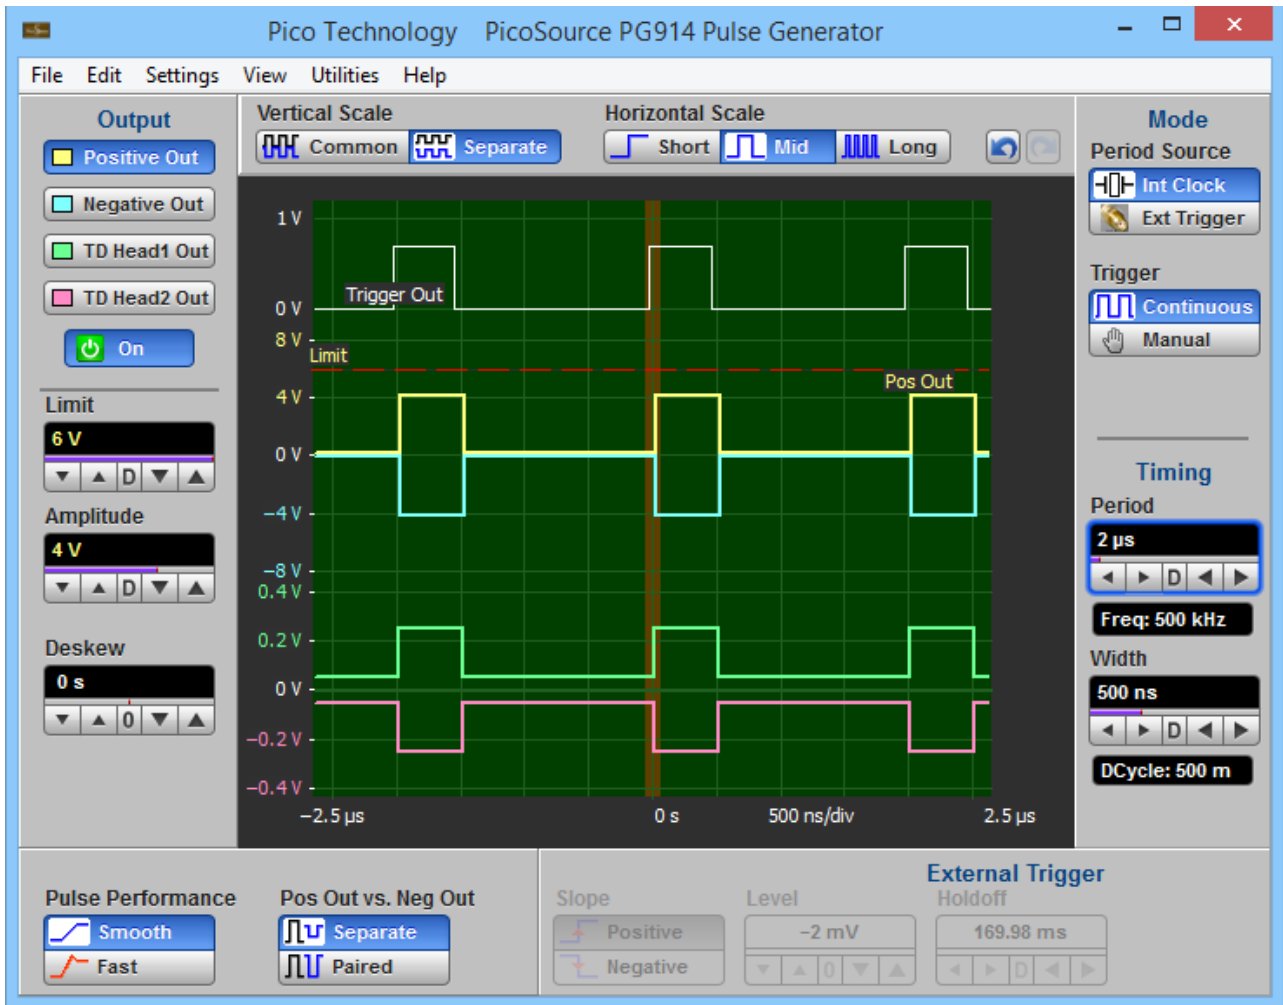 Pico Technology PicoSource PG914 Pulse Generator
File Edit Settings View Utilities Help
Output
Positive Out
Negative Out
TD Head1 Out
TD Head2 Out
On
Limit
6 V
D
Amplitude
4 V
D
Deskew
0 s
0
Vertical Scale
Common Separate
Horizontal Scale
Short Mid Long
1 V
Trigger Out
0 V
8 V
Limit
Pos Out
4 V
0 V
−4 V
−8 V
0.4 V
0.2 V
0 V
−0.2 V
−0.4 V
−2.5 µs 0 s 500 ns/div 2.5 µs
Mode
Period Source
Int Clock
Ext Trigger
Trigger
Continuous
Manual
Timing
Period
2 µs
D
Freq: 500 kHz
Width
500 ns
D
DCycle: 500 m
Pulse Performance
Smooth
Fast
Pos Out vs. Neg Out
Separate
Paired
External Trigger
Slope
Positive
Negative
Level
−2 mV
0
Holdoff
169.98 ms
D